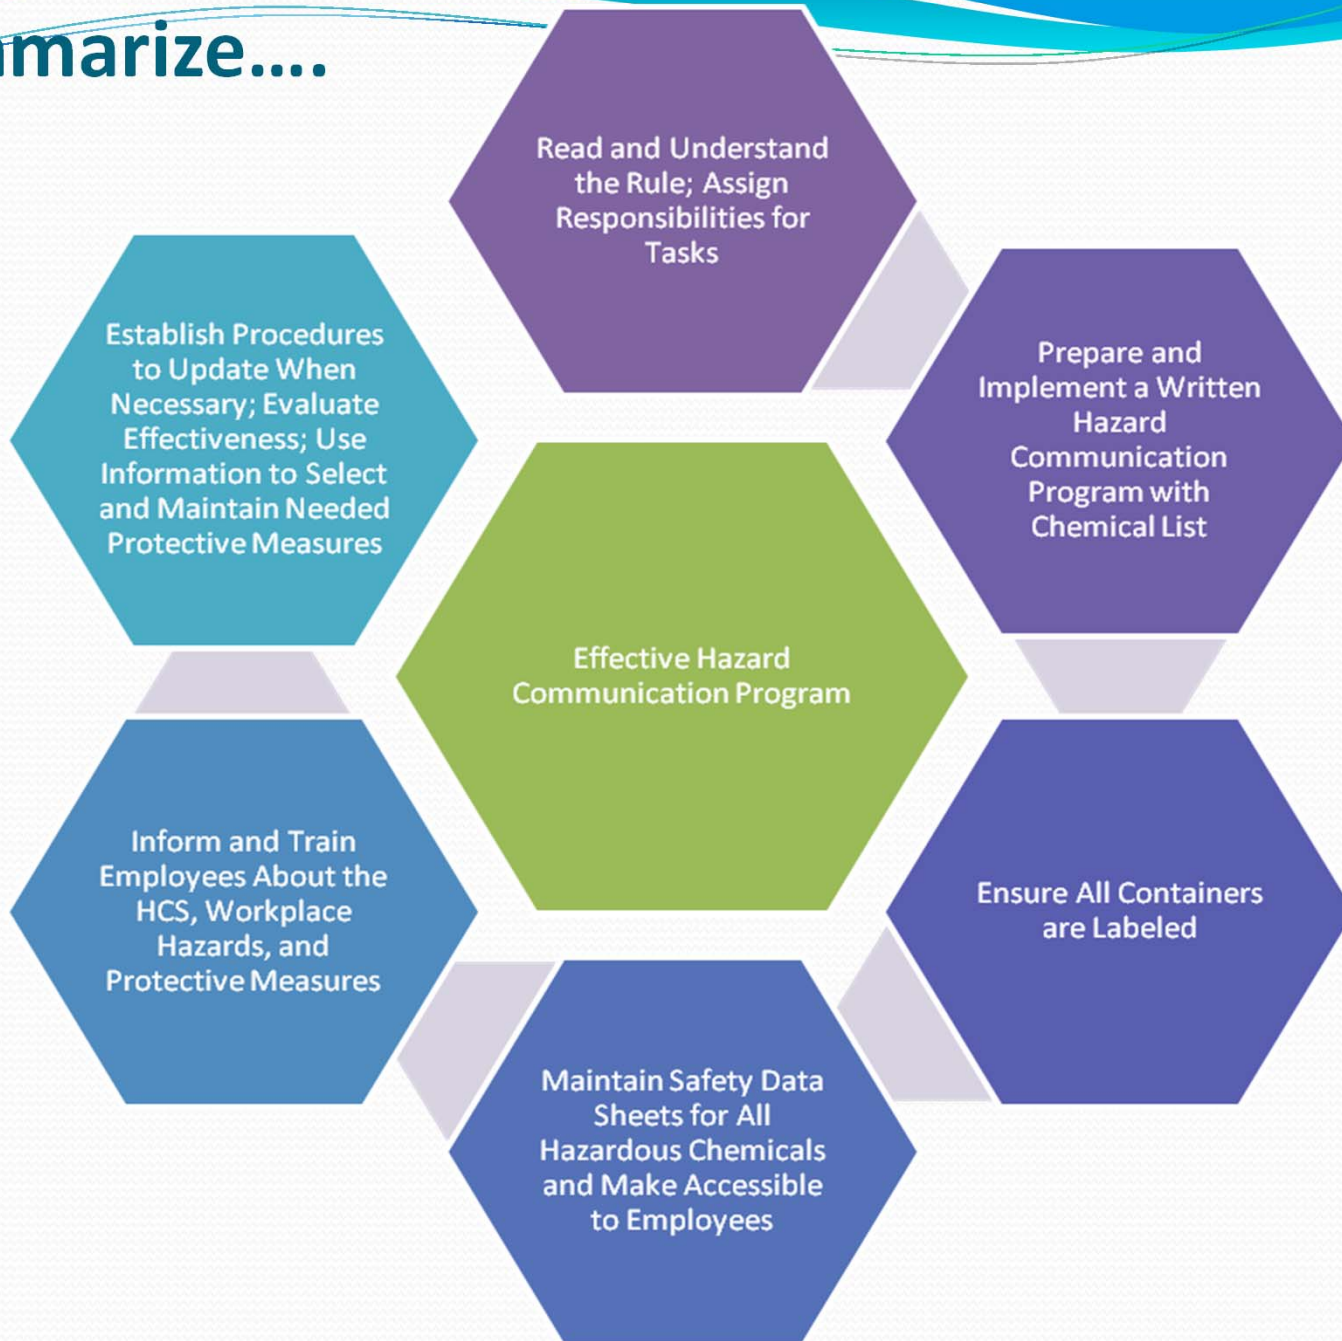 marize....
Read and Understand
the Rule; Assign
Responsibilities for
Tasks
Prepare and
Implement a Written
Hazard
Communication
Program with
Chemical List
Ensure All Containers
are Labeled
Maintain Safety Data
Sheets for All
Hazardous Chemicals
and Make Accessible
to Employees
Inform and Train
Employees About the
HCS, Workplace
Hazards, and
Protective Measures
Establish Procedures
to Update When
Necessary; Evaluate
Effectiveness; Use
Information to Select
and Maintain Needed
Protective Measures
Effective Hazard
Communication Program